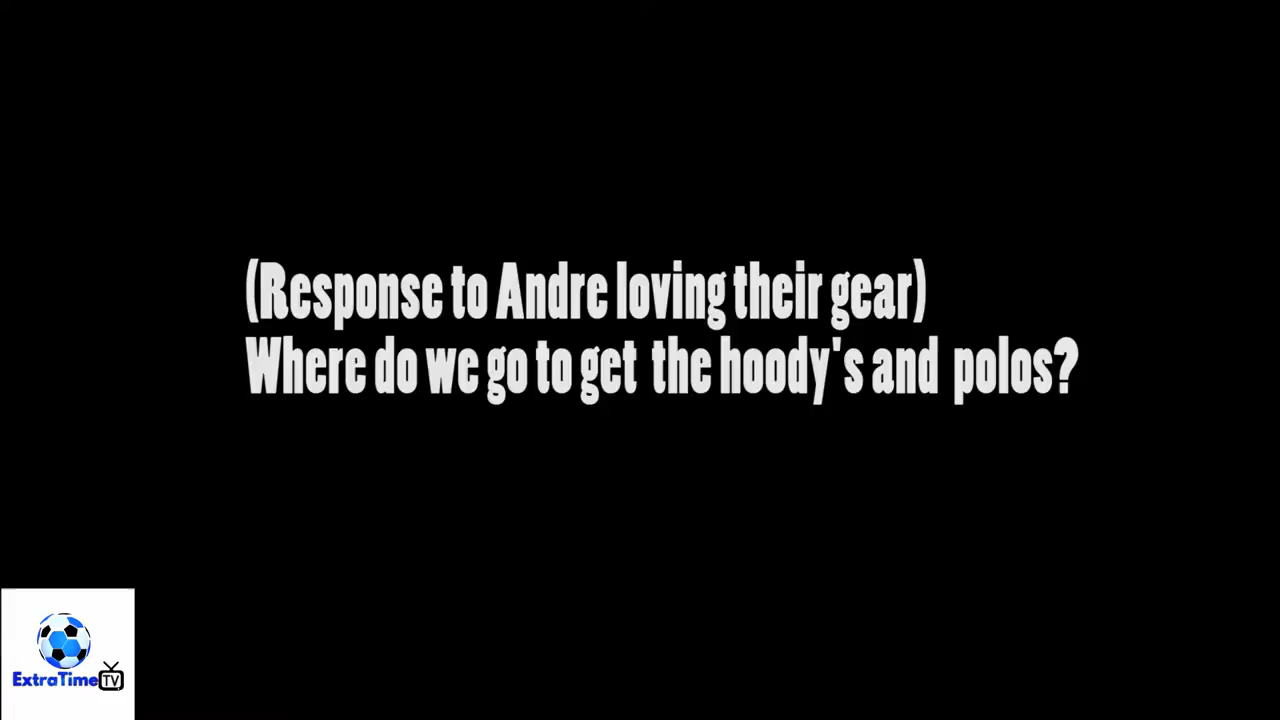 (Response to Andre loving their gear)
Where do we go to get the hoody's and polos?
ExtraTime TV